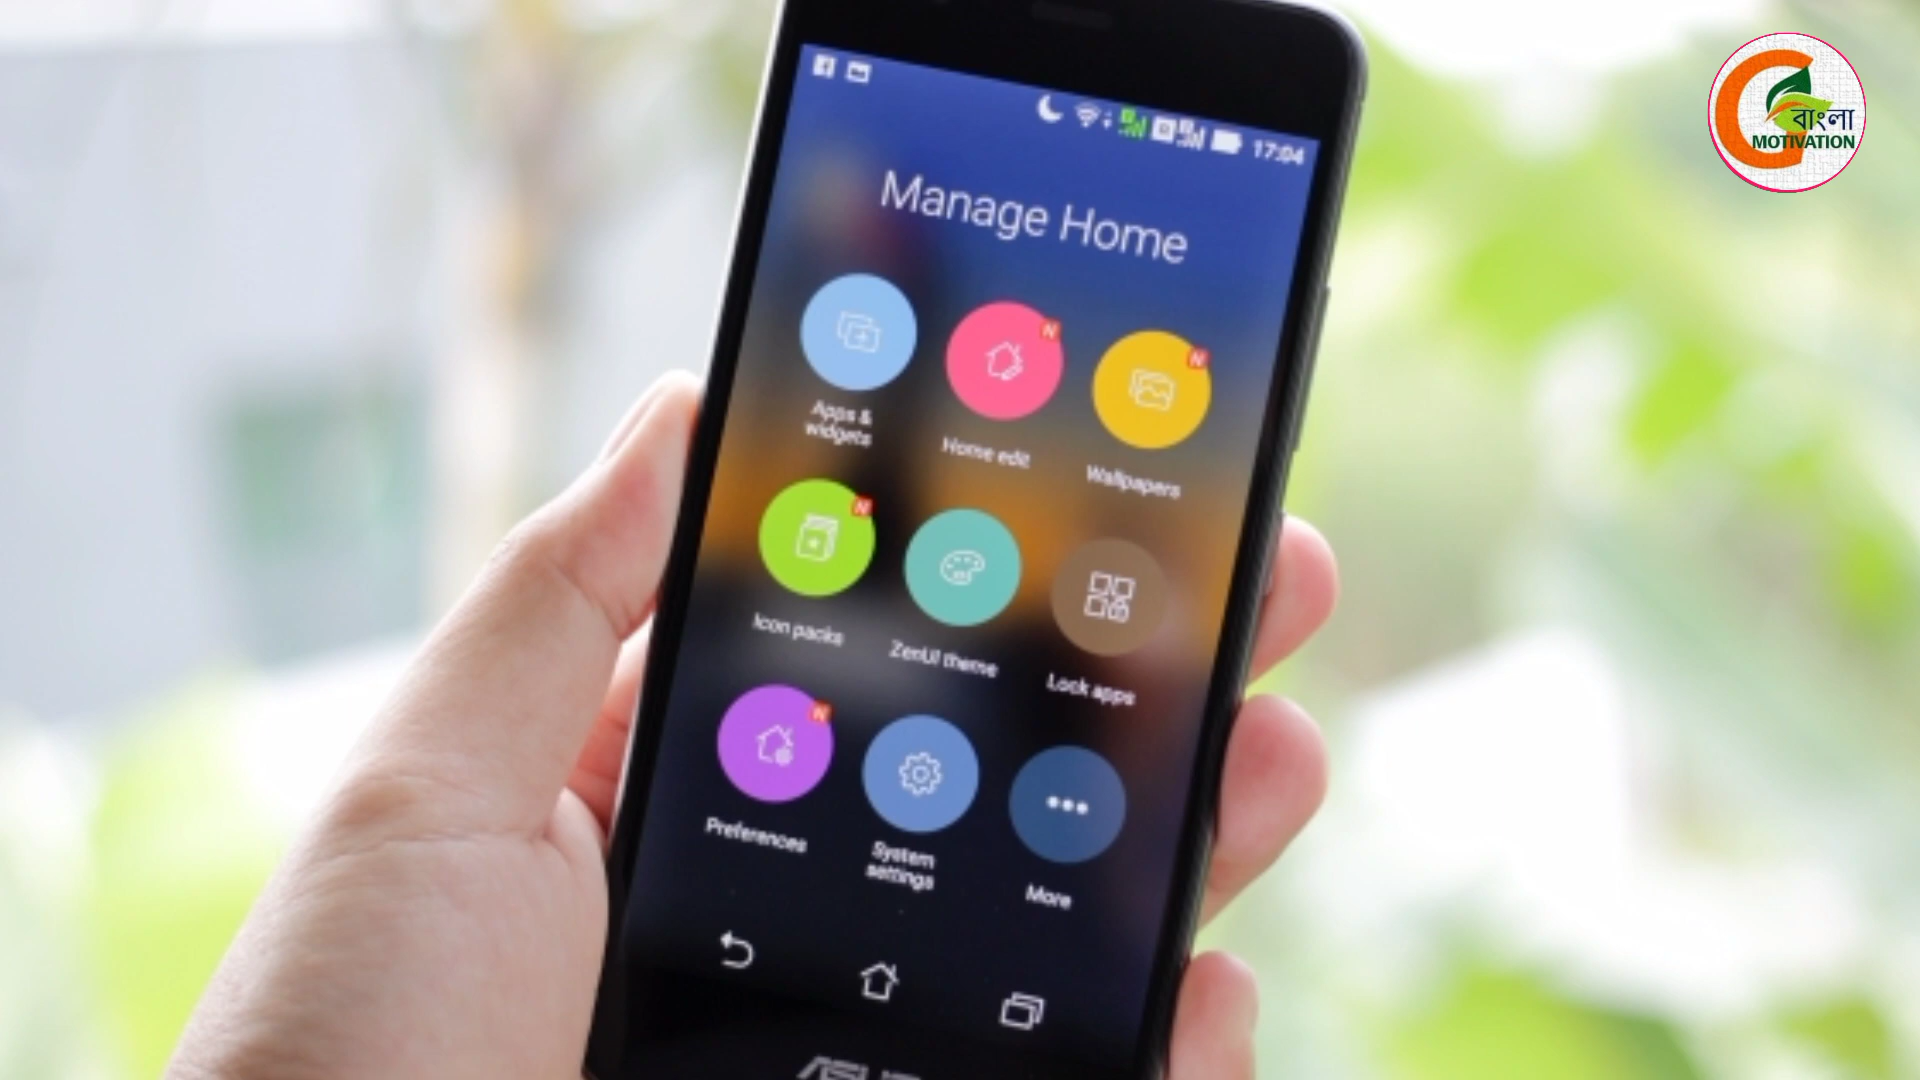 বাংলা
MOTIVATION
17:04
Manage Home
Apps &
widgets
Home edit
Wallpapers
Icon packs
ZenUI theme
Lock apps
Preferences
System
settings
More